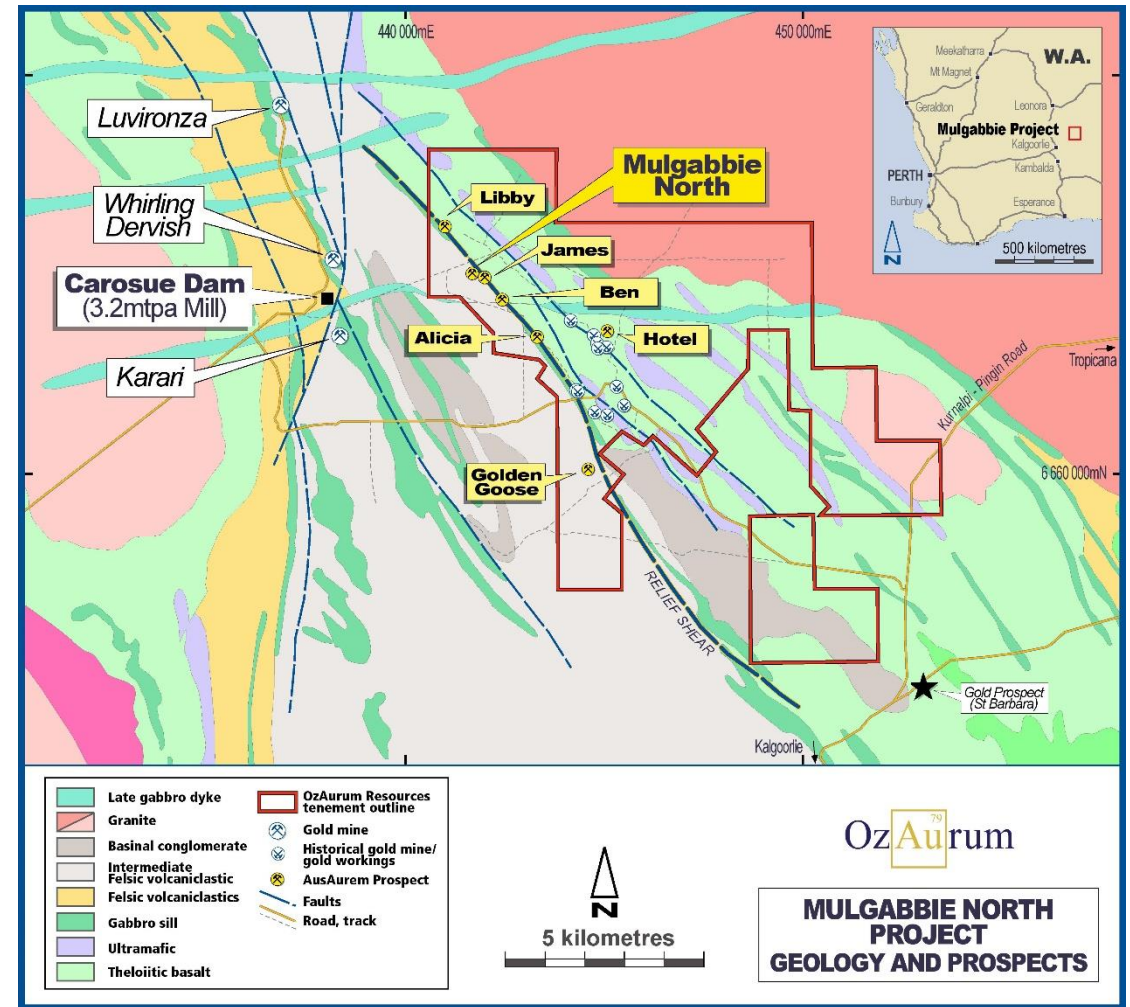 440 000mE
450 000mE
Meekatharra
W.A.
Mt Magnet
Geraldton
Leonora
Mulgabbie Project
Kalgoorlie
PERTH
Kambalda
Bunbury
Esperance
N
500 kilometres
Luvironza
Mulgabbie
North
Libby
Whirling
Dervish
James
Carosue Dam
(3.2mtpa Mill)
Ben
Alicia
Hotel
Karari
Tropicana
Kurnalpi - Pingin Road
Golden
Goose
6 660 000mN
RELIEF SHEAR
Gold Prospect
(St Barbara)
Kalgoorlie
Late gabbro dyke
Granite
Basinal conglomerate
Intermediate
Felsic volcaniclastic
Felsic volcaniclastics
Gabbro sill
Ultramafic
Theloiitic basalt
OzAurum Resources
tenement outline
Gold mine
Historical gold mine/
gold workings
AusAurem Prospect
Faults
Road, track
N
5 kilometres
79
OzAurum
MULGABBIE NORTH
PROJECT
GEOLOGY AND PROSPECTS